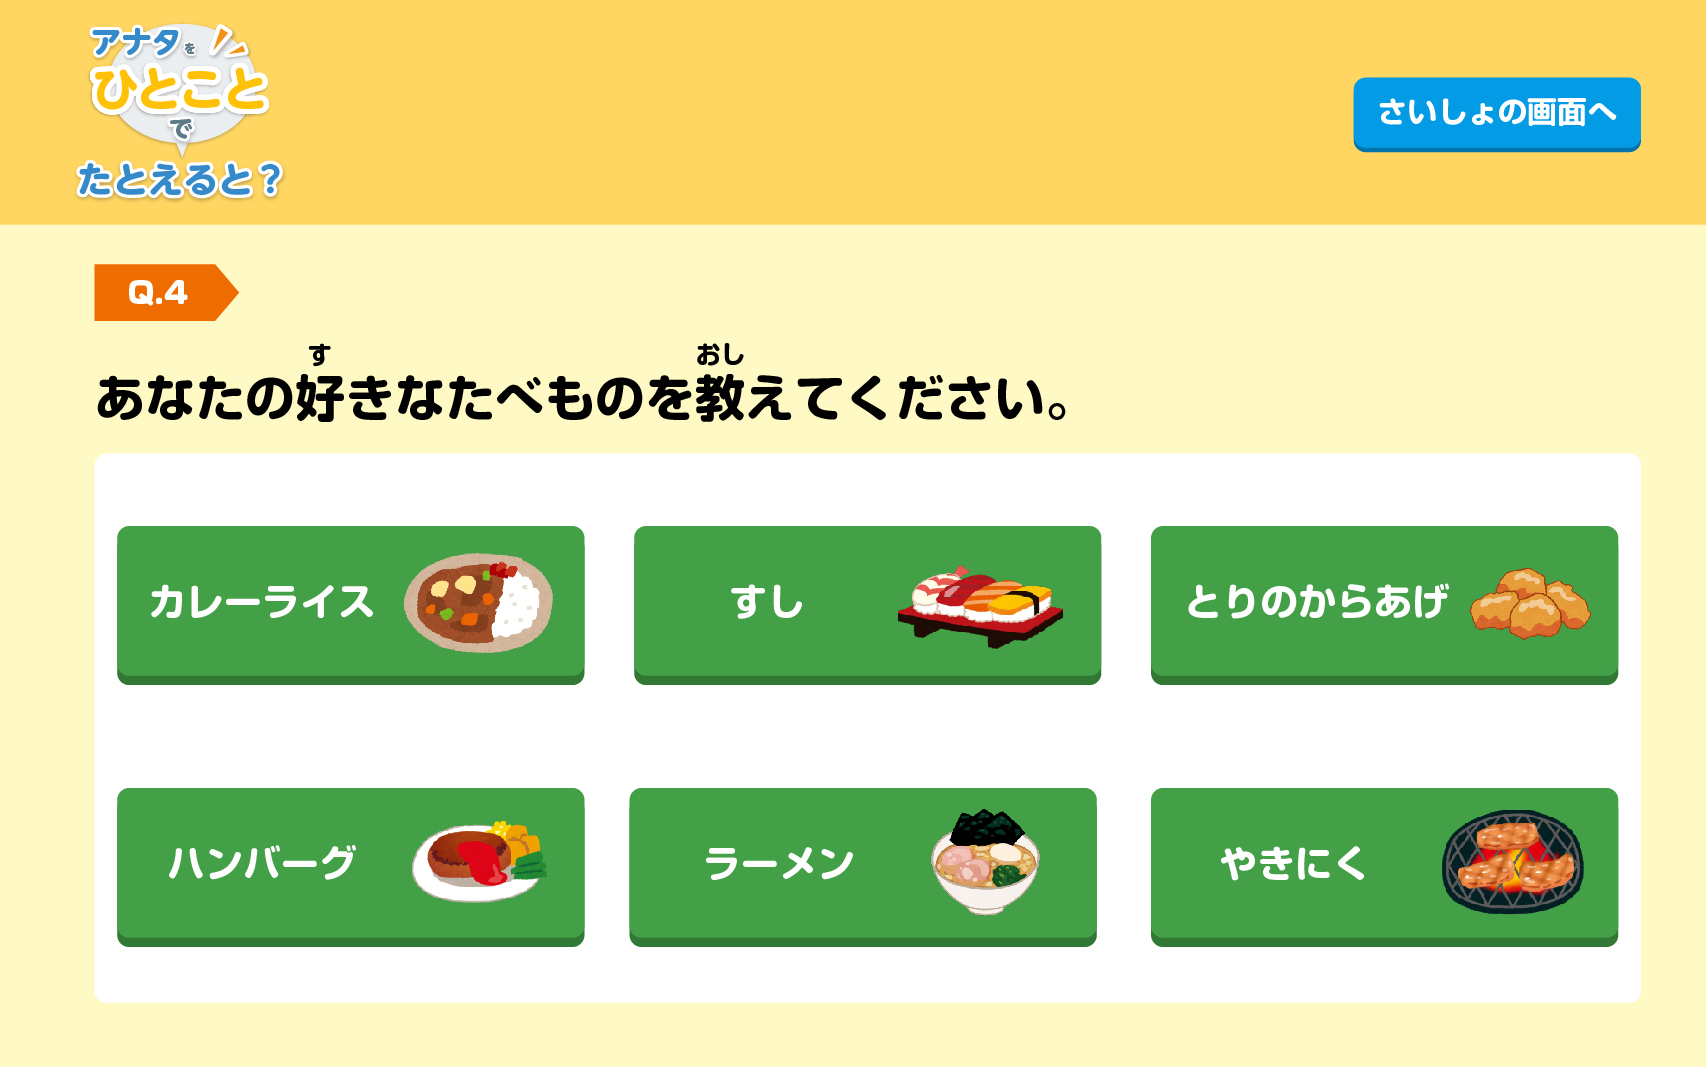 アナタを
ひとこと
で
たとえると？
さいしょの画面へ
Q.4
す おし
あなたの好きなたべものを教えてください。
カレーライス
すし
とりのからあげ
ハンバーグ
ラーメン
やきにく